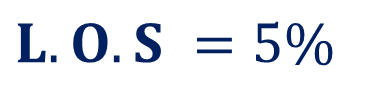 L. O. S = 5%